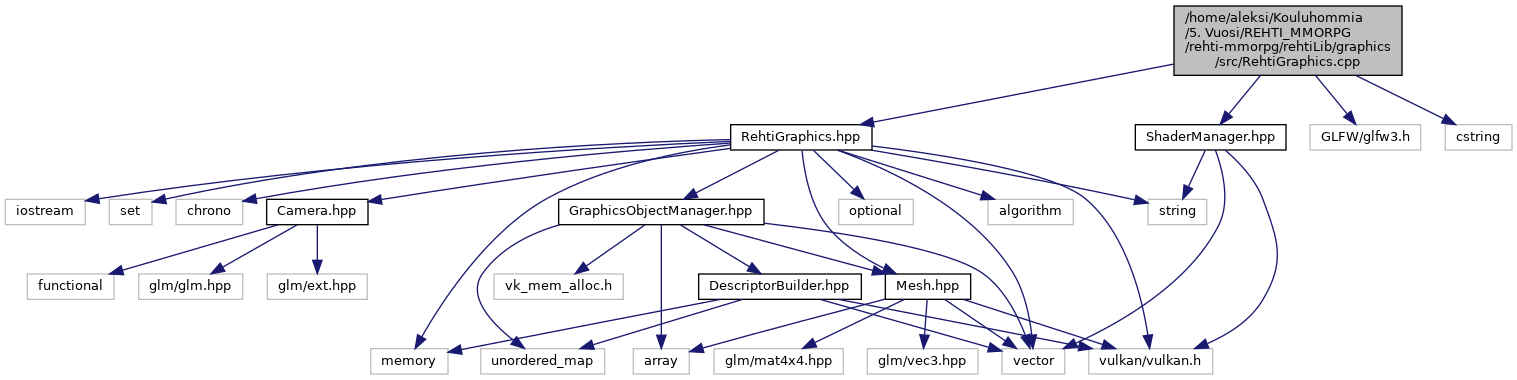 /home/aleksi/Kouluhommia
/5. Vuosi/REHTI_MMORPG
/rehti-mmorpg/rehtiLib/graphics
/src/RehtiGraphics.cpp
RehtiGraphics.hpp
ShaderManager.hpp
GLFW/glfw3.h
cstring
iostream
set
chrono
Camera.hpp
GraphicsObjectManager.hpp
optional
algorithm
string
functional
glm/glm.hpp
glm/ext.hpp
vk_mem_alloc.h
DescriptorBuilder.hpp
Mesh.hpp
memory
unordered_map
array
glm/mat4x4.hpp
glm/vec3.hpp
vector
vulkan/vulkan.h